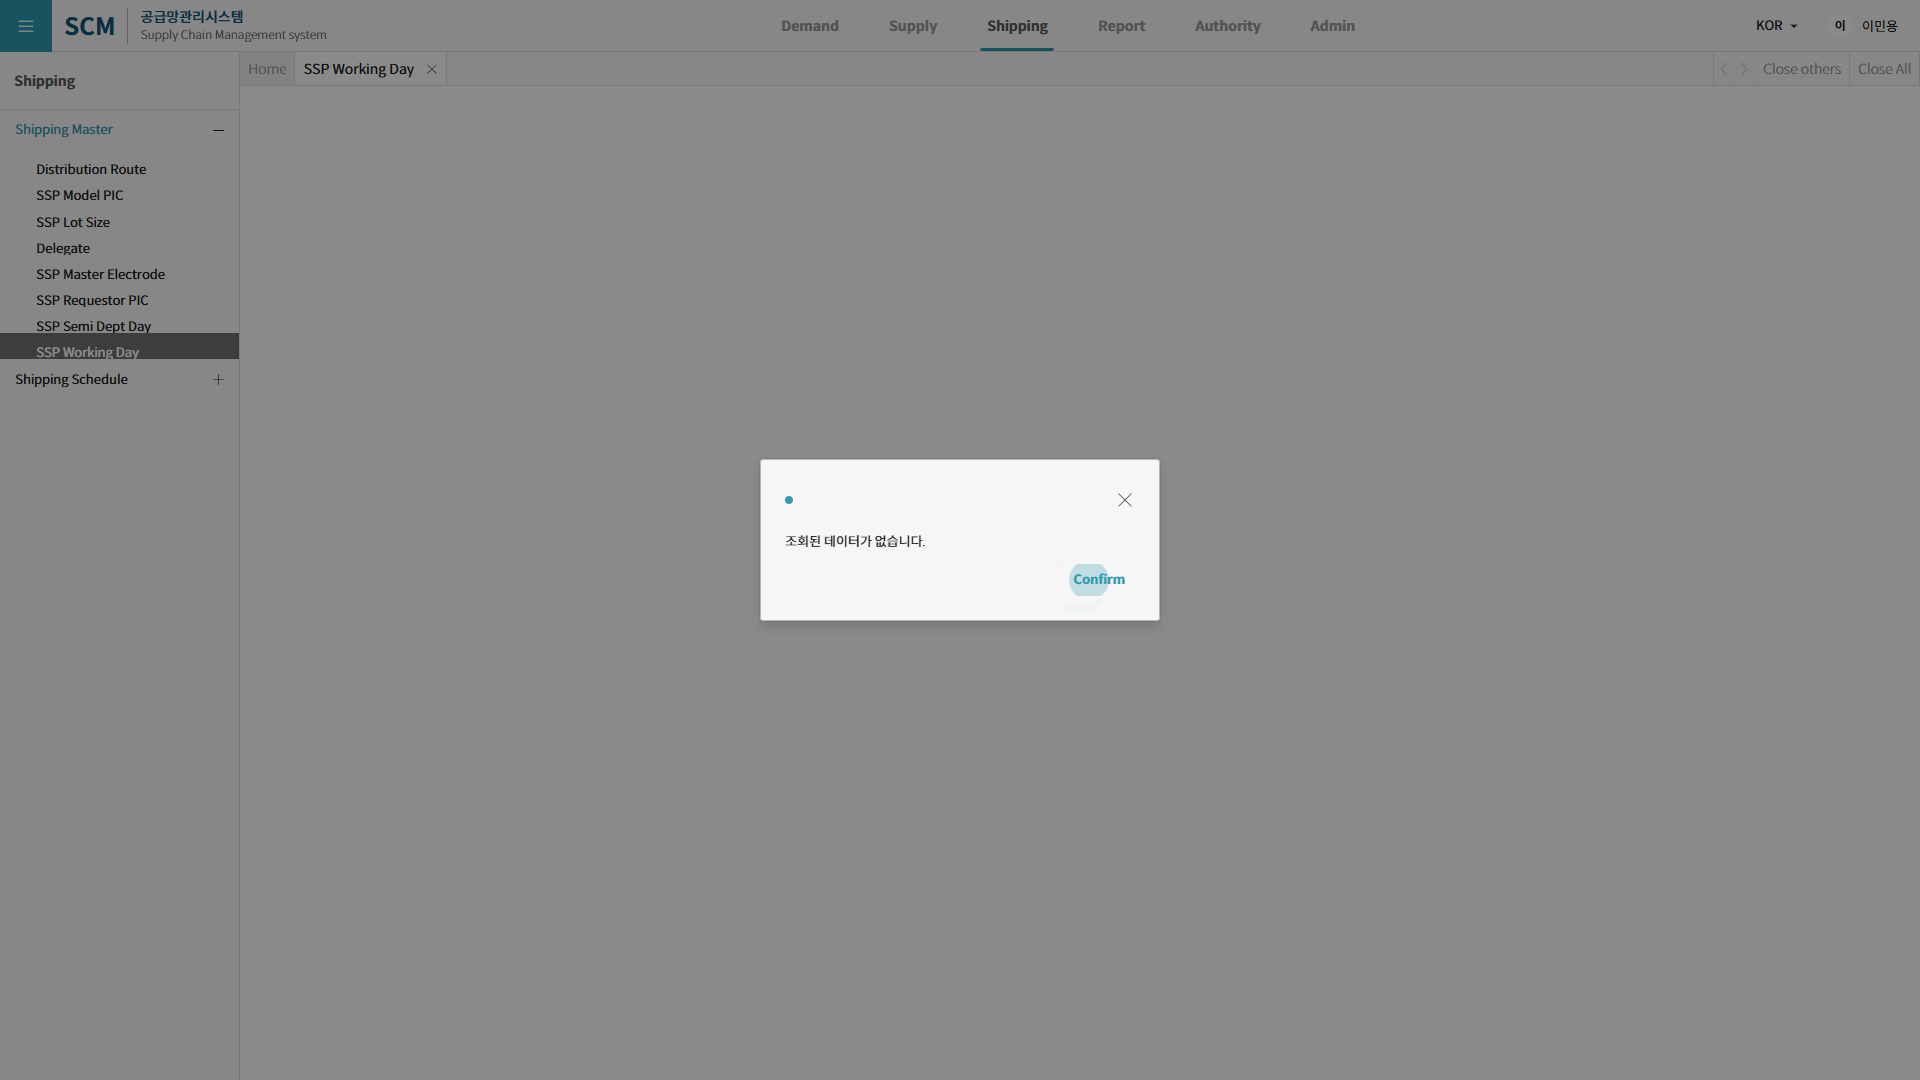 SCM
공급망관리시스템
Supply Chain Management system
Demand
Supply
Shipping
Report
Authority
Admin
KOR
이
이민용
Shipping
Home
SSP Working Day
Close others
Close All
Shipping Master
Distribution Route
SSP Model PIC
SSP Lot Size
Delegate
SSP Master Electrode
SSP Requestor PIC
SSP Semi Dept Day
SSP Working Day
Shipping Schedule
조회된 데이터가 없습니다.
Confirm